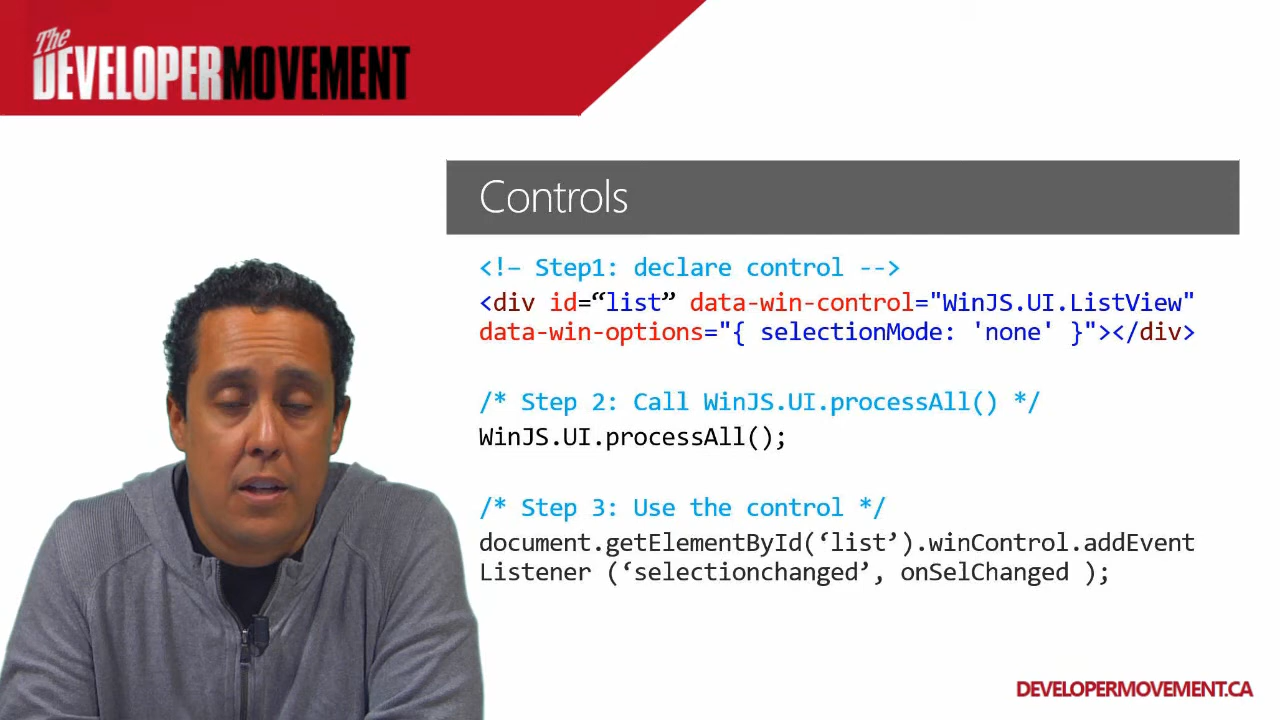 The
DEVELOPERMOVEMENT
Controls
<!– Step1: declare control -->
<div id=“list” data-win-control="WinJS.UI.ListView"
data-win-options="{ selectionMode: 'none' }"></div>
/* Step 2: Call WinJS.UI.processAll() */
WinJS.UI.processAll();
/* Step 3: Use the control */
document.getElementById(‘list’).winControl.addEvent
Listener (‘selectionchanged’, onSelChanged );
DEVELOPERMOVEMENT.CA